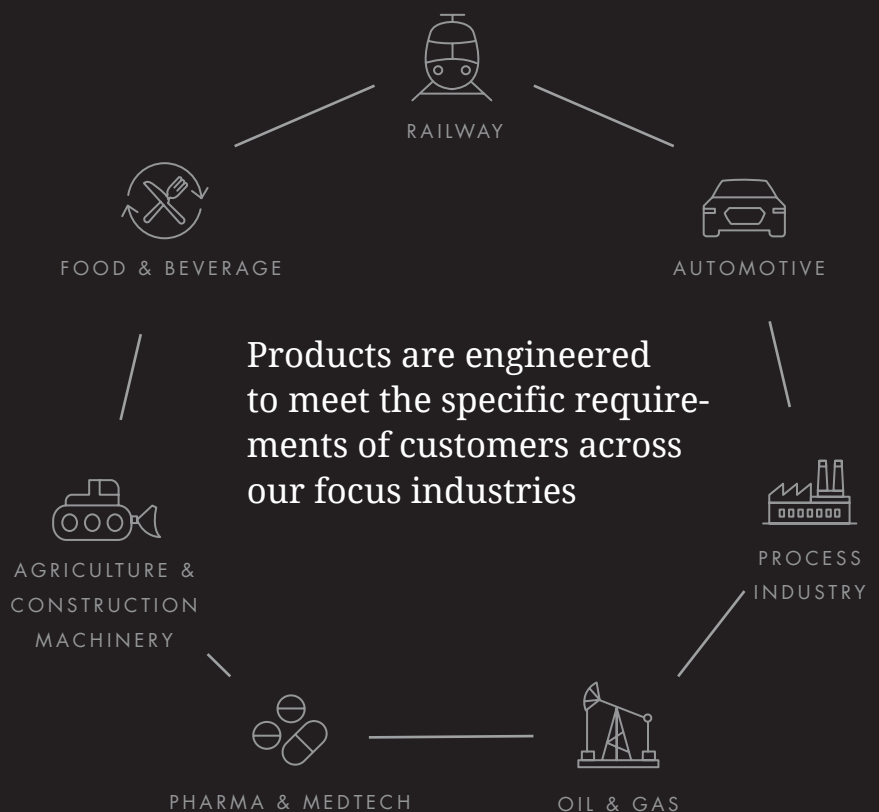 RAILWAY
FOOD & BEVERAGE
AUTOMOTIVE
Products are engineered
to meet the specific require-
ments of customers across
our focus industries
AGRICULTURE &
CONSTRUCTION
MACHINERY
PROCESS
INDUSTRY
PHARMA & MEDTECH
OIL & GAS